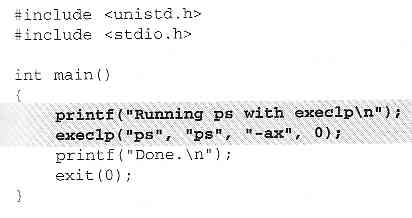 #include <unistd.h>
#include <stdio.h>

int main()
{
    printf("Running ps with execlp\n");
    execlp("ps", "ps", "-ax", 0);
    printf("Done.\n");
    exit(0);
}